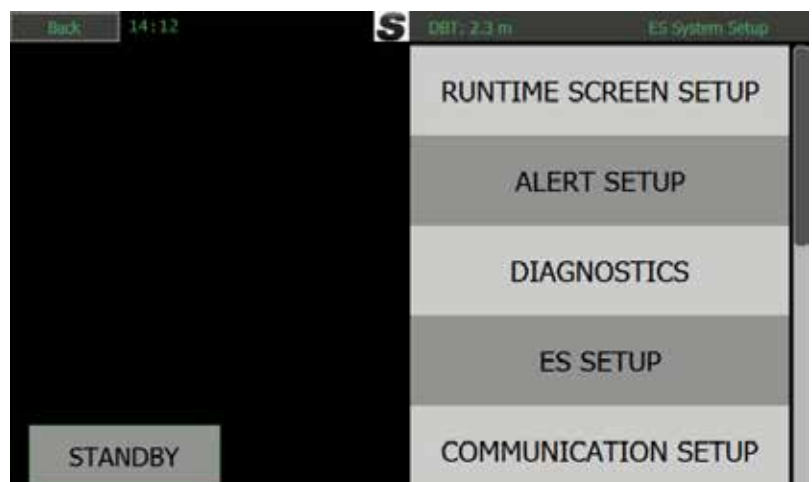 Back 14:12 S DBT: 2.3 m ES System Setup
RUNTIME SCREEN SETUP
ALERT SETUP
DIAGNOSTICS
ES SETUP
STANDBY COMMUNICATION SETUP